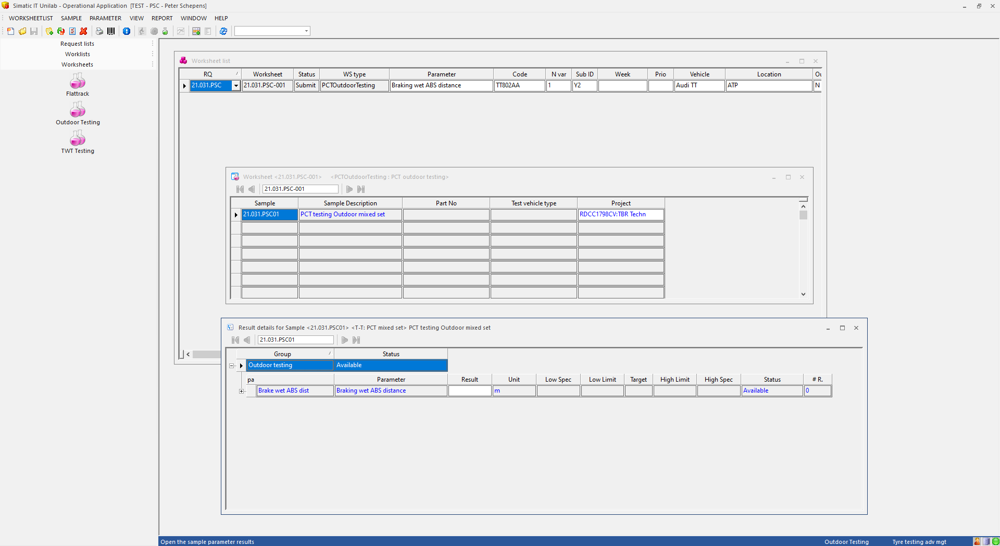 Simatic IT Unilab - Operational Application [TEST - PSC - Peter Schepens]
WORKSHEETLIST SAMPLE PARAMETER VIEW REPORT WINDOW HELP
Request lists
Worklists
Worksheets
Flattrack
Outdoor Testing
TWT Testing
Worksheet list
RQ Worksheet Status WS type Parameter Code N var Sub ID Week Prio Vehicle Location
21.031.PSC 21.031.PSC-001 Submit PCTOutdoorTesting Braking wet ABS distance TT802AA 1 Y2 Audi TT ATP N
Worksheet <21.031.PSC-001> <PCTOutdoorTesting : PCT outdoor testing>
21.031.PSC-001
Sample Sample Description Part No Test vehicle type Project
21.031.PSC01 PCT testing Outdoor mixed set RDCC1798CV:TBR Techn
Result details for Sample <21.031.PSC01> <T-T: PCT mixed set> PCT testing Outdoor mixed set
21.031.PSC01
Group Status
Outdoor testing Available
pa Parameter Result Unit Low Spec Low Limit Target High Limit High Spec Status # R.
Brake wet ABS dist Braking wet ABS distance m Available 0
Open the sample parameter results Outdoor Testing Tyre testing adv mgt